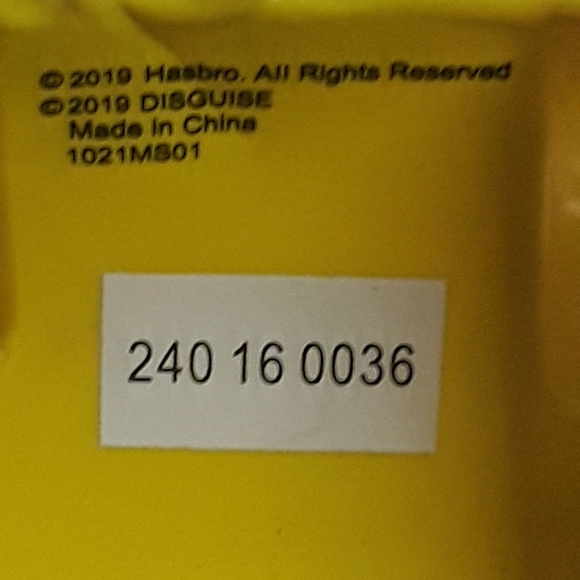 © 2019 Hasbro. All Rights Reserved
© 2019 DISGUISE
Made in China
1021MS01
240 16 0036